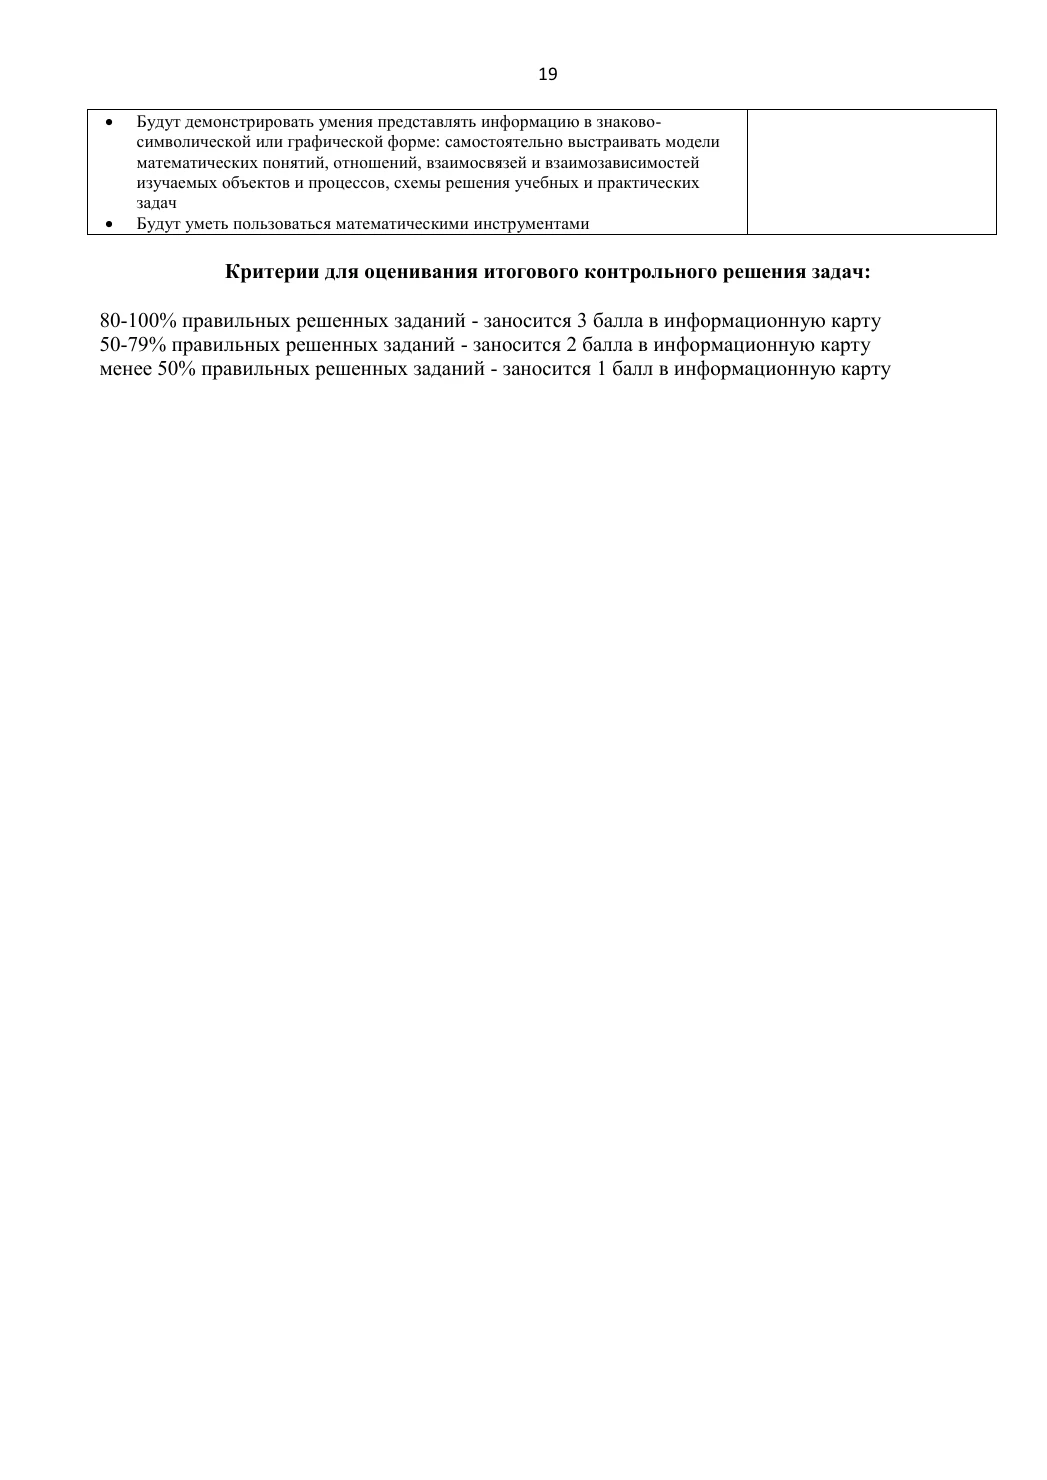 19
• Будут демонстрировать умения представлять информацию в знаково-
символической или графической форме: самостоятельно выстраивать модели
математических понятий, отношений, взаимосвязей и взаимозависимостей
изучаемых объектов и процессов, схемы решения учебных и практических
задач
• Будут уметь пользоваться математическими инструментами
Критерии для оценивания итогового контрольного решения задач:
80-100% правильных решенных заданий - заносится 3 балла в информационную карту
50-79% правильных решенных заданий - заносится 2 балла в информационную карту
менее 50% правильных решенных заданий - заносится 1 балл в информационную карту